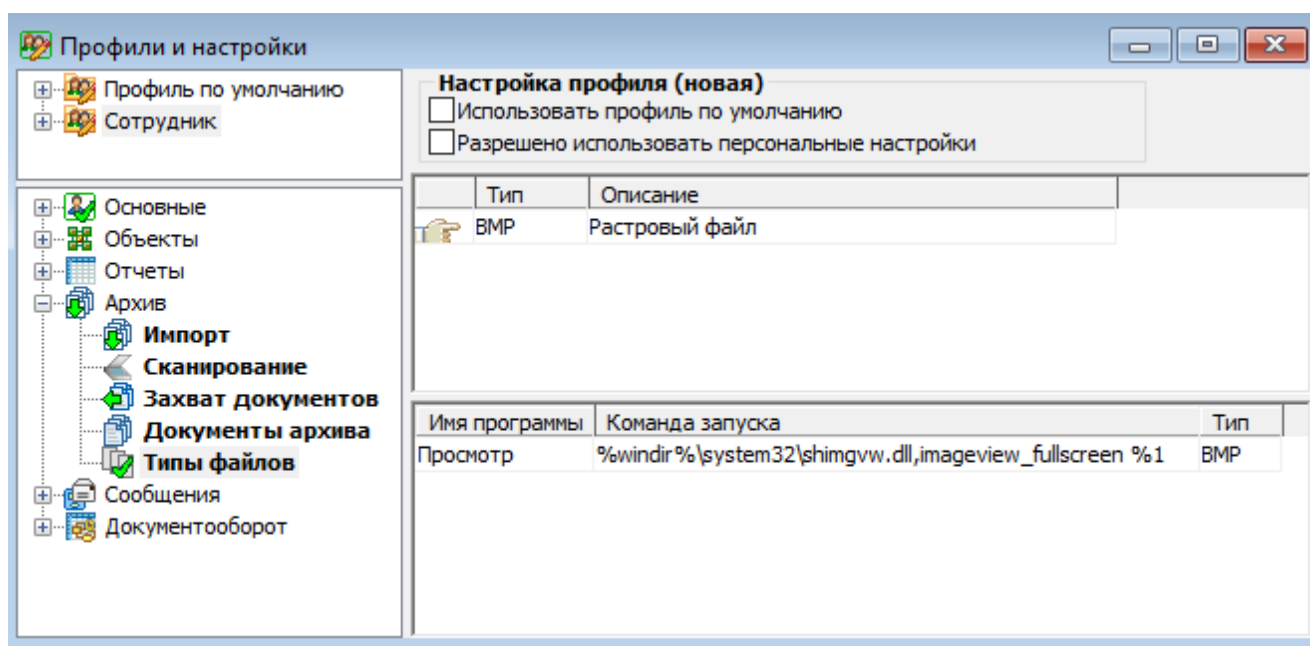 Профили и настройки
Профиль по умолчанию
Сотрудник
Основные
Объекты
Отчеты
Архив
Импорт
Сканирование
Захват документов
Документы архива
Типы файлов
Сообщения
Документооборот
Настройка профиля (новая)
Использовать профиль по умолчанию
Разрешено использовать персональные настройки
Тип Описание
BMP Растровый файл
Имя программы Команда запуска Тип
Просмотр %windir%\system32\shimgvw.dll,imageview_fullscreen %1 BMP